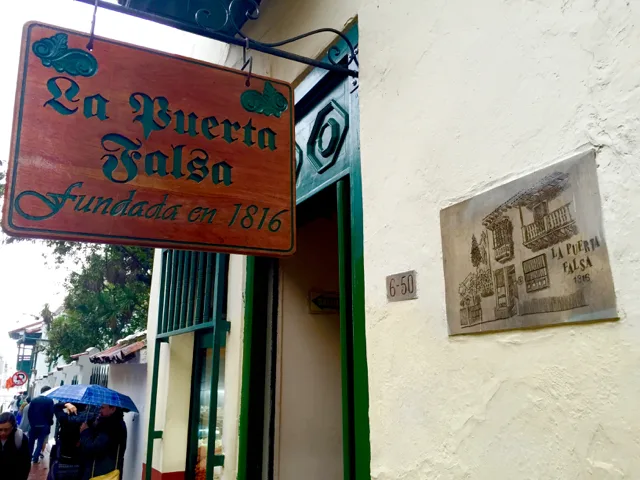 La Puerta
Falsa
Fundada en 1816
6-50
LA PUERTA
FALSA
1816